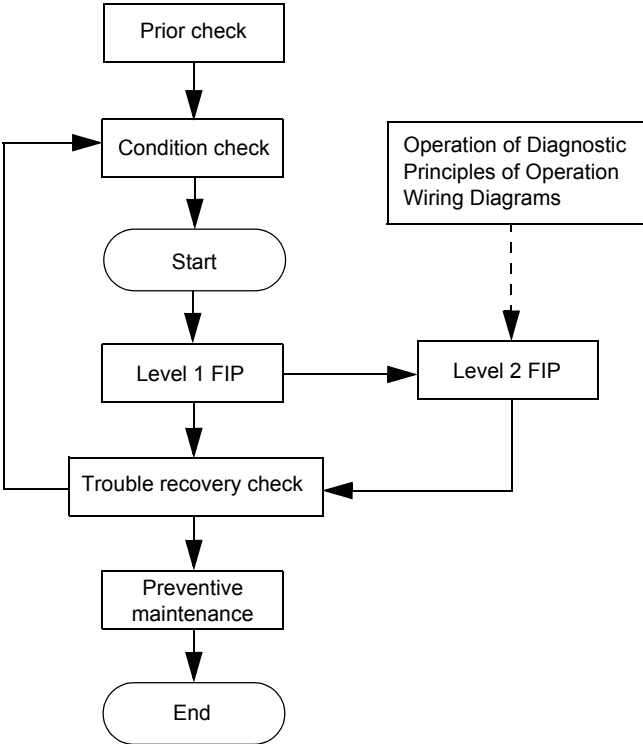 Prior check
Condition check
Operation of Diagnostic
Principles of Operation
Wiring Diagrams
Start
Level 1 FIP
Level 2 FIP
Trouble recovery check
Preventive
maintenance
End